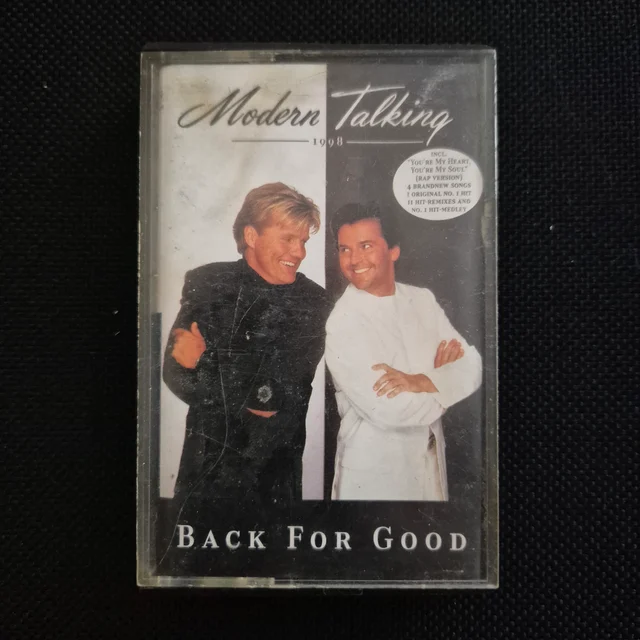 Modern Talking
1998
INCL.
"YOU'RE MY HEART,
YOU'RE MY SOUL"
[RAP VERSION]
4 BRANDNEW SONGS
1 ORIGINAL NO. 1 HIT
11 HIT-REMIXES AND
NO. 1 HIT-MEDLEY
BACK FOR GOOD